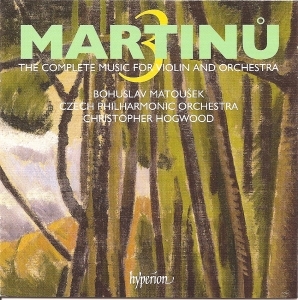 MARTINŮ
3
THE COMPLETE MUSIC FOR VIOLIN AND ORCHESTRA
BOHUSLAV MATOUŠEK
CZECH PHILHARMONIC ORCHESTRA
CHRISTOPHER HOGWOOD
hyperion